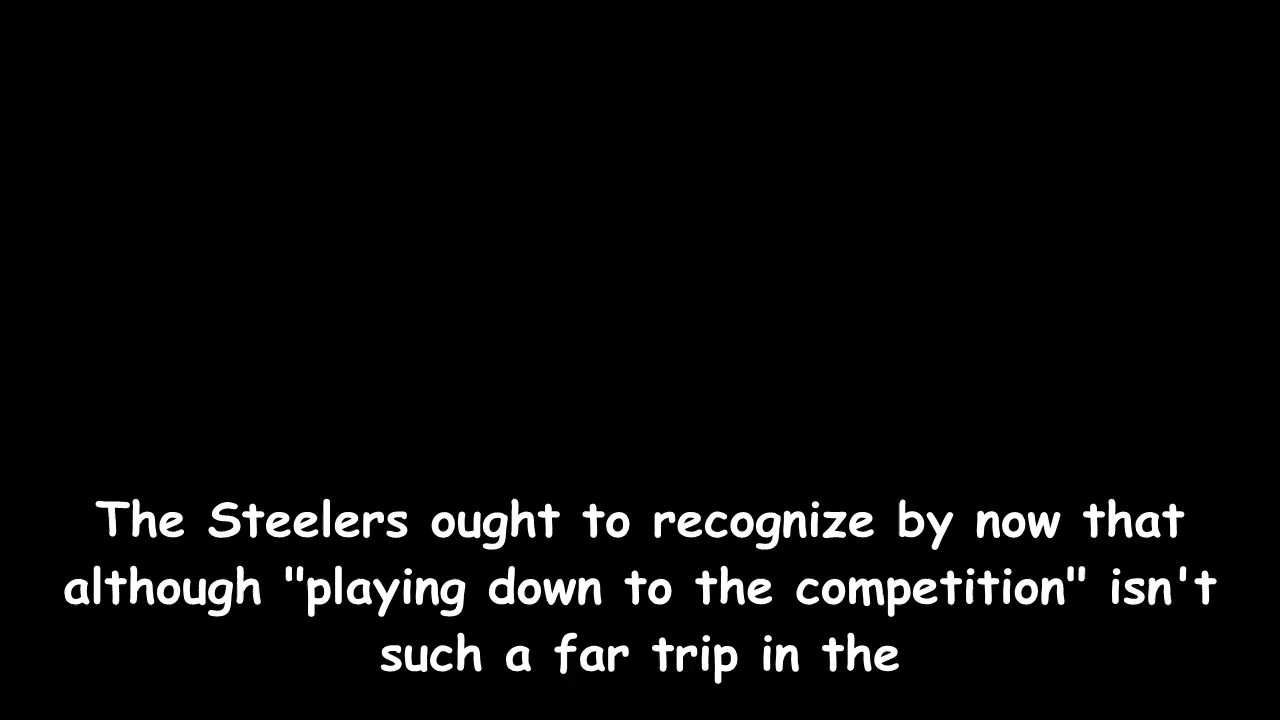 The Steelers ought to recognize by now that
although "playing down to the competition" isn't
such a far trip in the